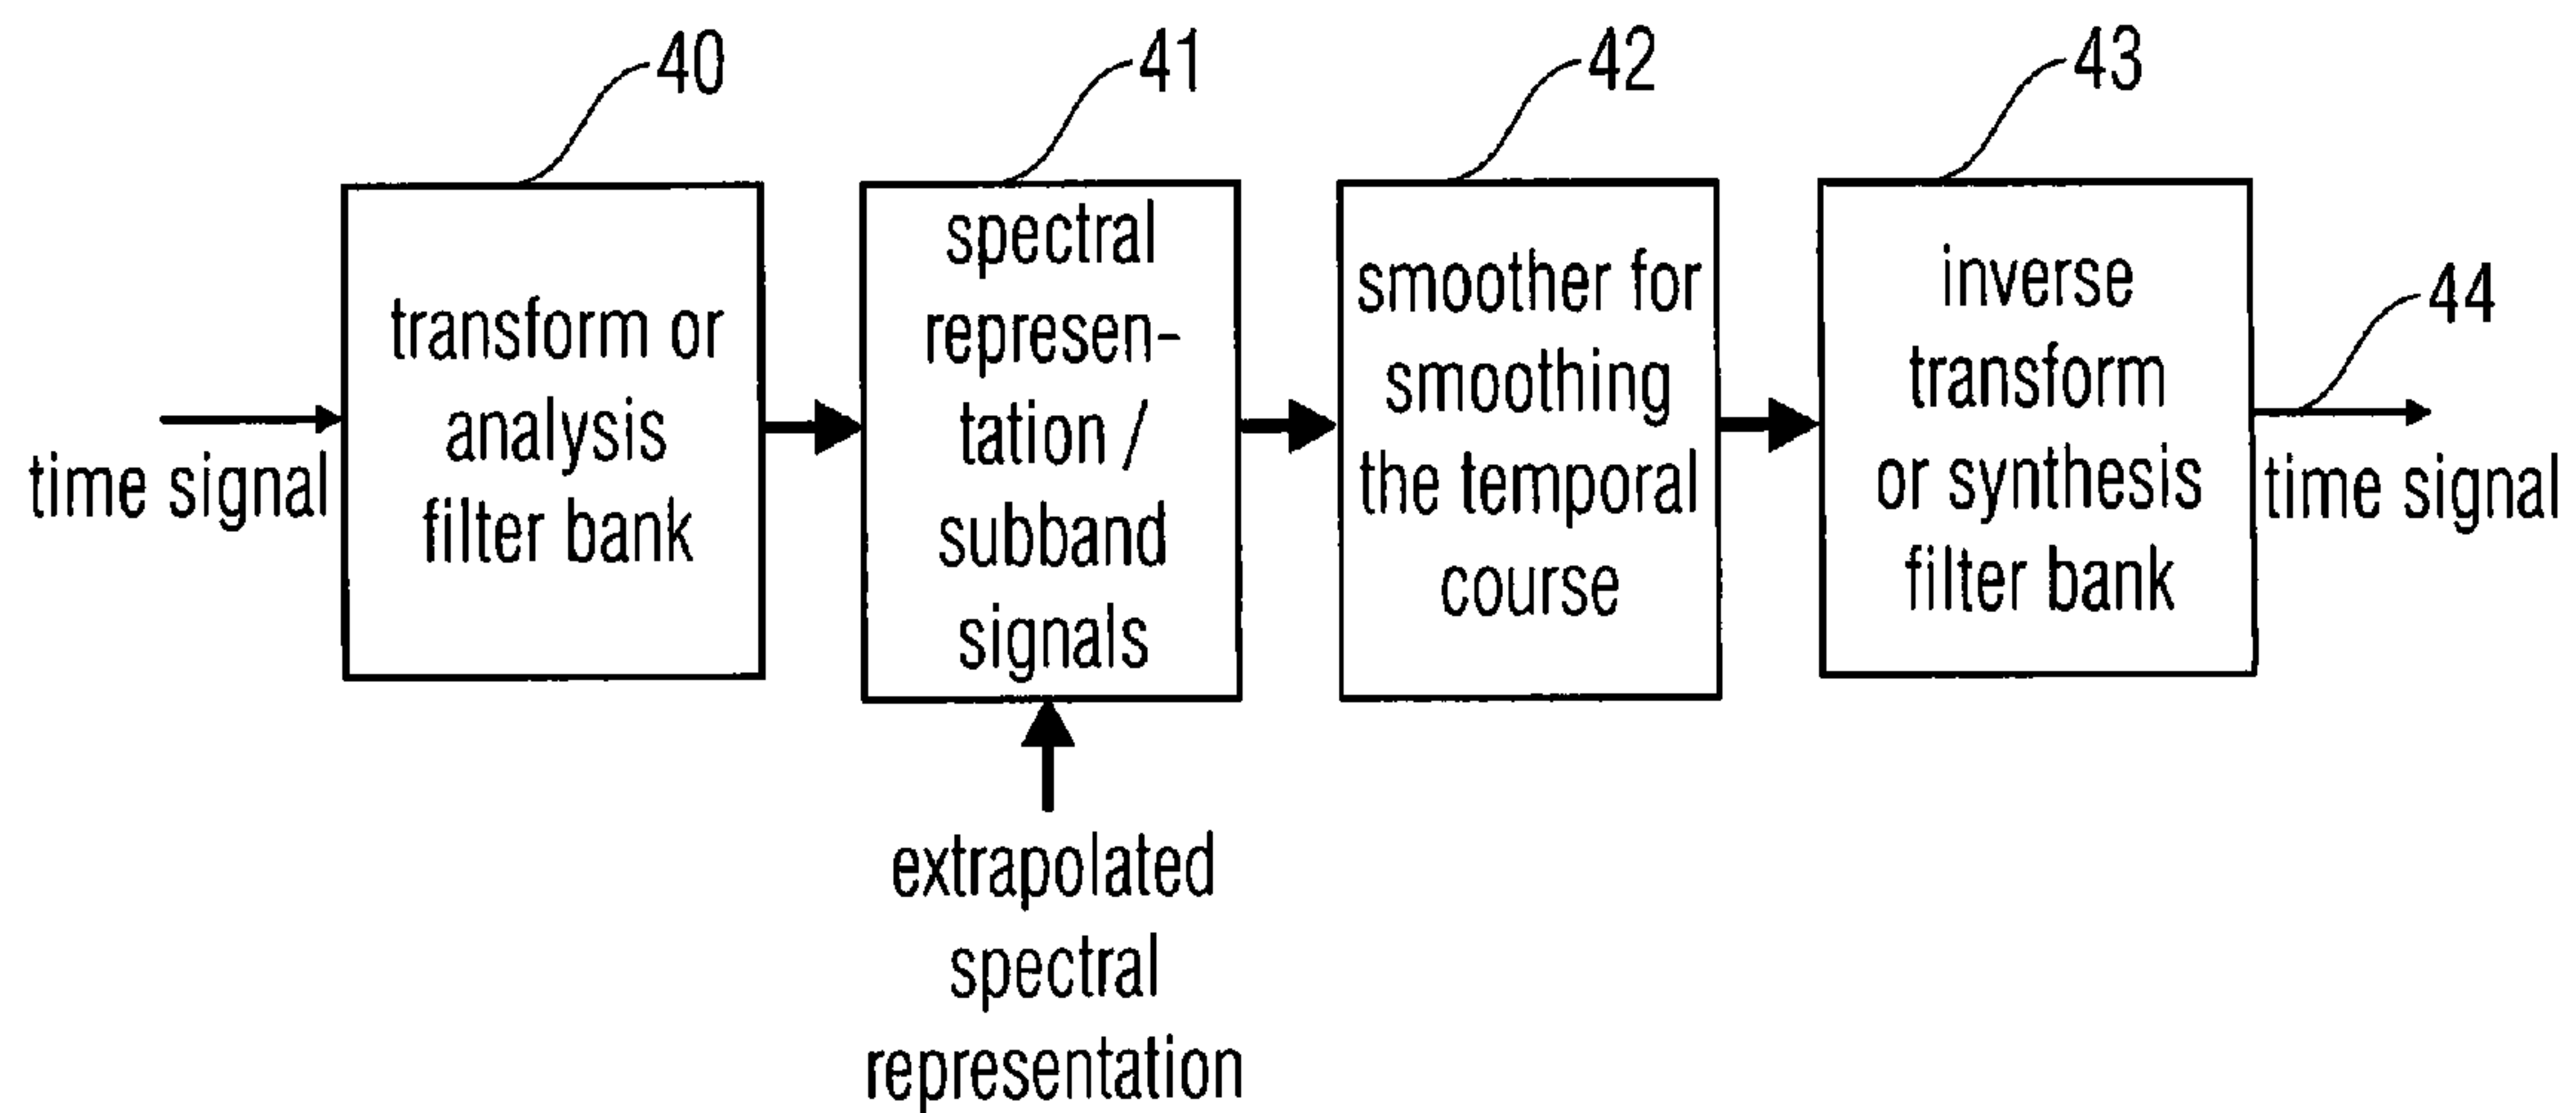 40
41
42
43
time signal
transform or
analysis
filter bank
spectral
represen-
tation /
subband
signals
smoother for
smoothing
the temporal
course
inverse
transform
or synthesis
filter bank
44
time signal
extrapolated
spectral
representation